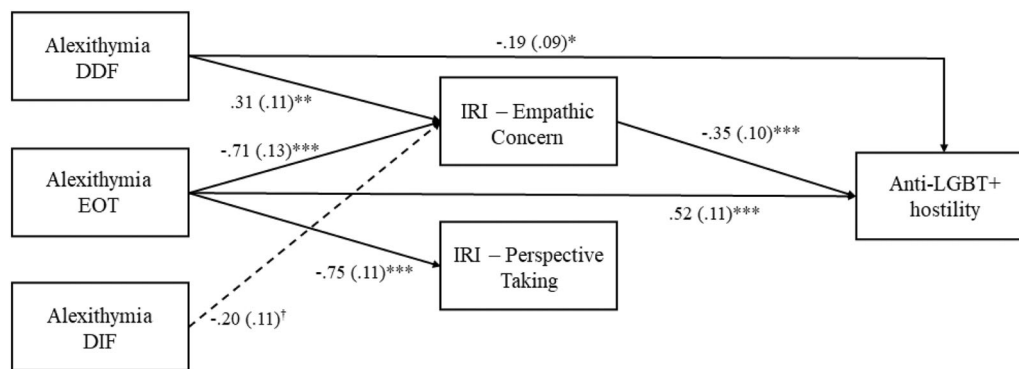 Alexithymia
DDF
-.19 (.09)*
.31 (.11)**
IRI – Empathic
Concern
-.71 (.13)***
-.35 (.10)***
Alexithymia
EOT
.52 (.11)***
Anti-LGBT+
hostility
-.75 (.11)***
IRI – Perspective
Taking
Alexithymia
DIF
-.20 (.11)†